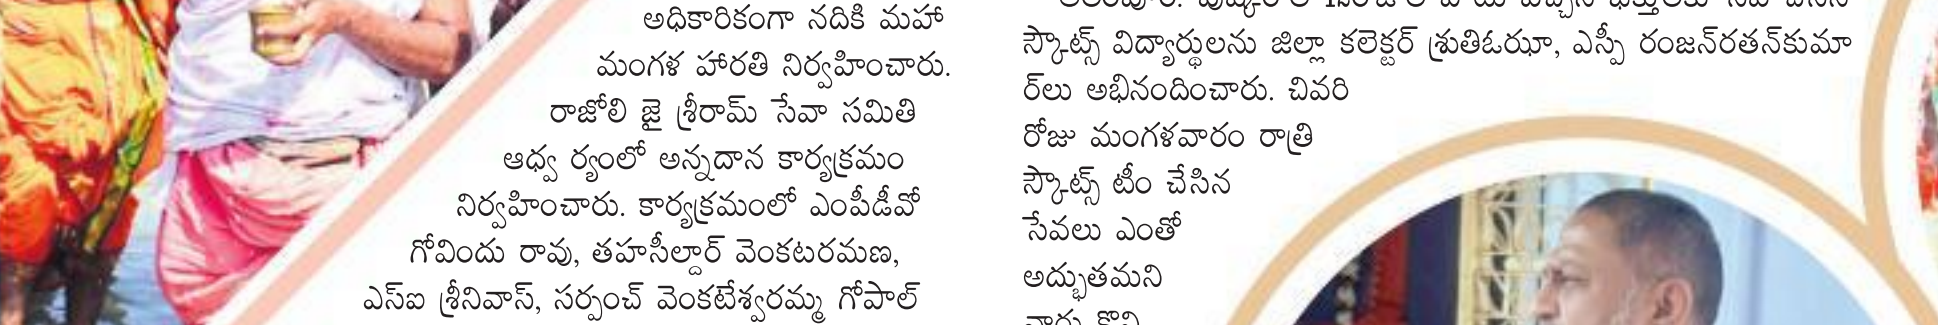 అధికారికంగా నదికి మహా
మంగళ హారతి నిర్వహించారు.
రాజోలి జై శ్రీరామ్ సేవా సమితి
ఆధ్వ ర్యంలో అన్నదాన కార్యక్రమం
నిర్వహించారు. కార్యక్రమంలో ఎంపీడీవో
గోవిందు రావు, తహసీల్దార్ వెంకటరమణ,
ఎస్ఐ శ్రీనివాస్, సర్పంచ్ వెంకటేశ్వరమ్మ గోపాల్
స్కౌట్స్ విద్యార్థులను జిల్లా కలెక్టర్ శ్రుతిఓఝా, ఎస్పీ రంజన్‌రతన్‌కుమా
ర్‌లు అభినందించారు. చివరి
రోజు మంగళవారం రాత్రి
స్కౌట్స్ టీం చేసిన
సేవలు ఎంతో
అద్భుతమని